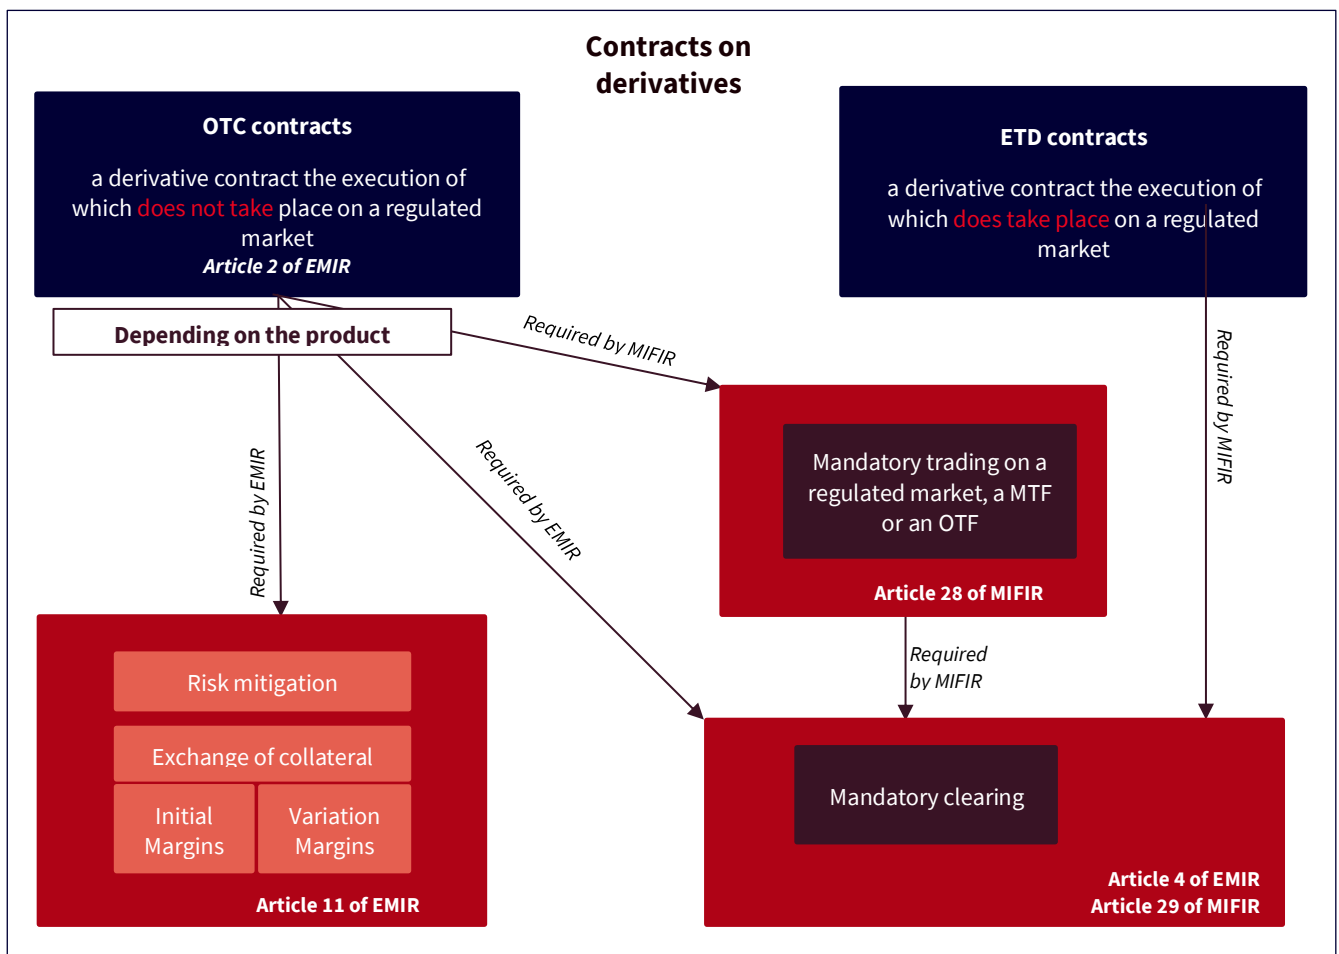 Contracts on
derivatives
OTC contracts
a derivative contract the execution of
which does not take place on a regulated
market
Article 2 of EMIR
ETD contracts
a derivative contract the execution of
which does take place on a regulated
market
Depending on the product
Required by MIFIR
Required by MIFIR
Required by EMIR
Required by EMIR
Mandatory trading on a
regulated market, a MTF
or an OTF
Article 28 of MIFIR
Required
by MIFIR
Risk mitigation
Exchange of collateral
Initial
Margins
Variation
Margins
Article 11 of EMIR
Mandatory clearing
Article 4 of EMIR
Article 29 of MIFIR